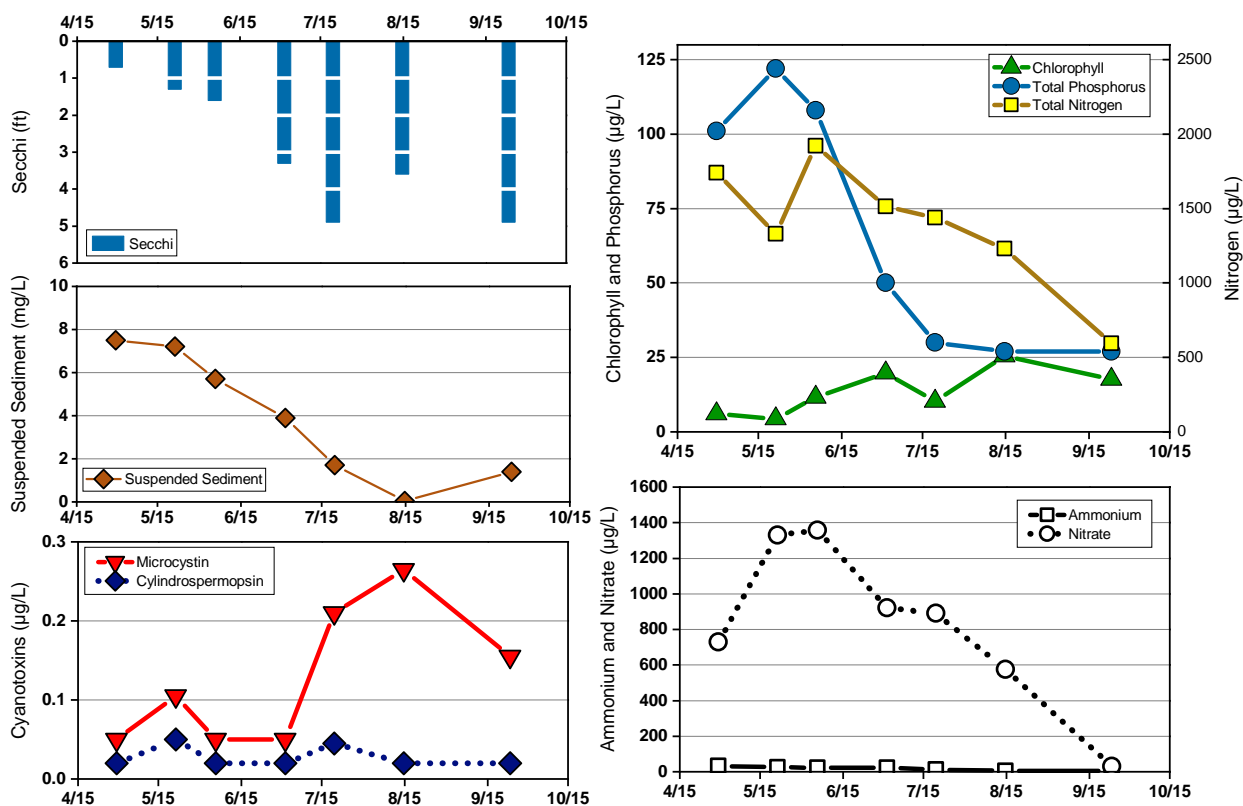 4/15 5/15 6/15 7/15 8/15 9/15 10/15
0
1
2
3
4
5
6
Secchi (ft)
Secchi
10
8
6
4
2
0
Suspended Sediment (mg/L)
Suspended Sediment
4/15 5/15 6/15 7/15 8/15 9/15 10/15
0.3
0.2
0.1
0.0
Cyanotoxins (µg/L)
Microcystin
Cylindrospermopsin
4/15 5/15 6/15 7/15 8/15 9/15 10/15
125
100
75
50
25
0
Chlorophyll and Phosphorus (µg/L)
Chlorophyll
Total Phosphorus
Total Nitrogen
2500
2000
1500
1000
500
0
Nitrogen (µg/L)
4/15 5/15 6/15 7/15 8/15 9/15 10/15
1600
1400
1200
1000
800
600
400
200
0
Ammonium and Nitrate (µg/L)
Ammonium
Nitrate
4/15 5/15 6/15 7/15 8/15 9/15 10/15